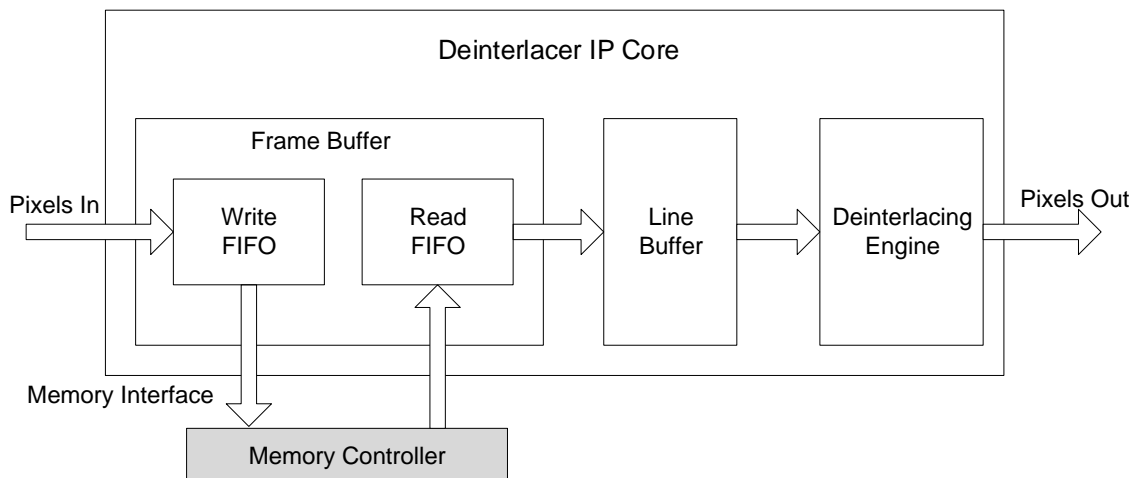 Deinterlacer IP Core
Frame Buffer
Pixels In
Write
FIFO
Read
FIFO
Line
Buffer
Deinterlacing
Engine
Pixels Out
Memory Interface
Memory Controller